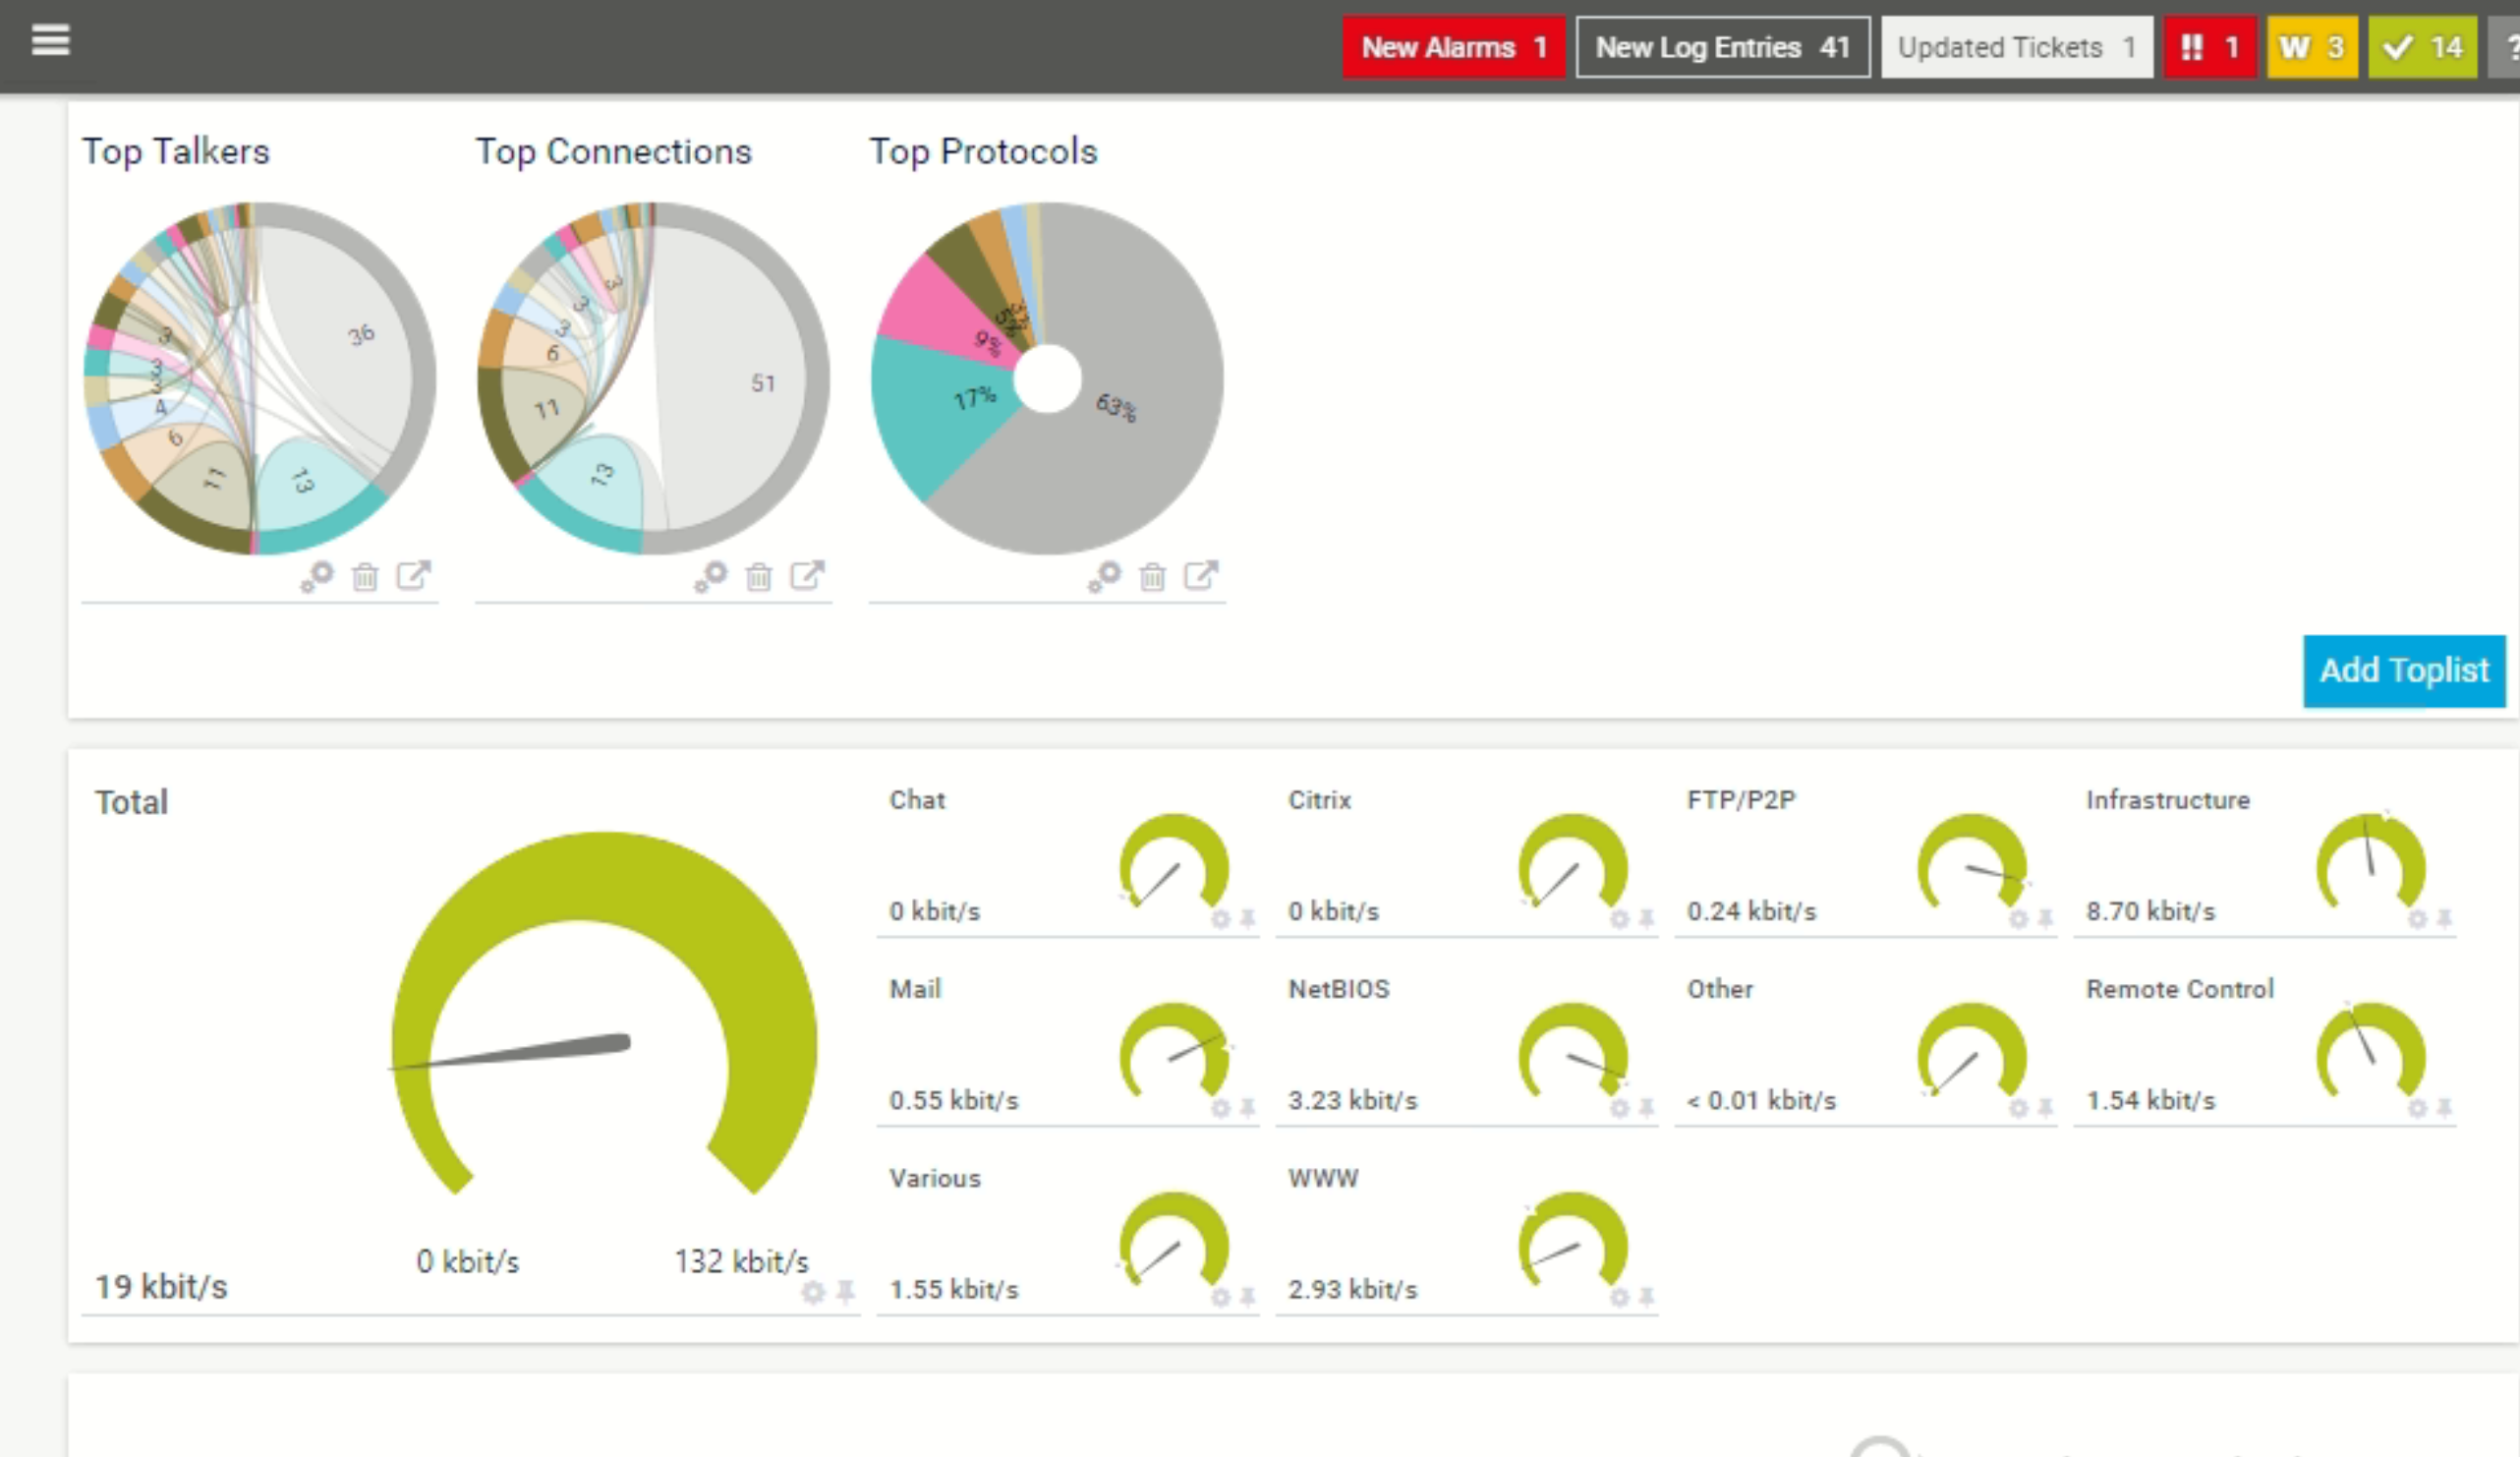 New Alarms 1
New Log Entries 41
Updated Tickets 1
!! 1
W 3
14
?
Top Talkers
Top Connections
Top Protocols
36
13
11
6
4
3
3
3
51
13
11
6
3
3
3
63%
17%
9%
5%
3%
Add Toplist
Total
0 kbit/s
132 kbit/s
19 kbit/s
Chat
0 kbit/s
Citrix
0 kbit/s
FTP/P2P
0.24 kbit/s
Infrastructure
8.70 kbit/s
Mail
0.55 kbit/s
NetBIOS
3.23 kbit/s
Other
< 0.01 kbit/s
Remote Control
1.54 kbit/s
Various
1.55 kbit/s
WWW
2.93 kbit/s